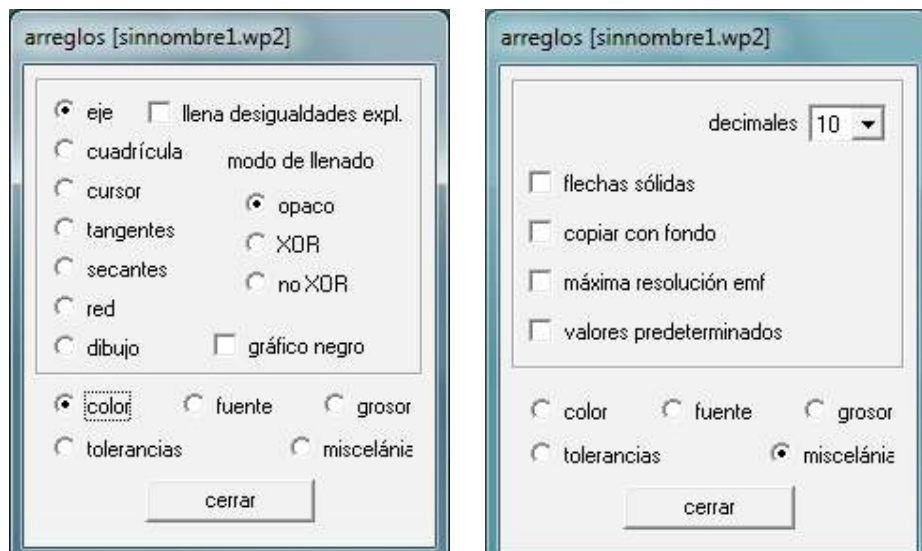 arreglos [sinnombre1.wp2]
eje llena desigualdades expl.
cuadrícula
modo de llenado
cursor
opaco
tangentes
XOR
secantes
no XOR
red
dibujo gráfico negro
color fuente grosor
tolerancias miscelánia
cerrar
arreglos [sinnombre1.wp2]
decimales 10
flechas sólidas
copiar con fondo
máxima resolución emf
valores predeterminados
color fuente grosor
tolerancias miscelánia
cerrar